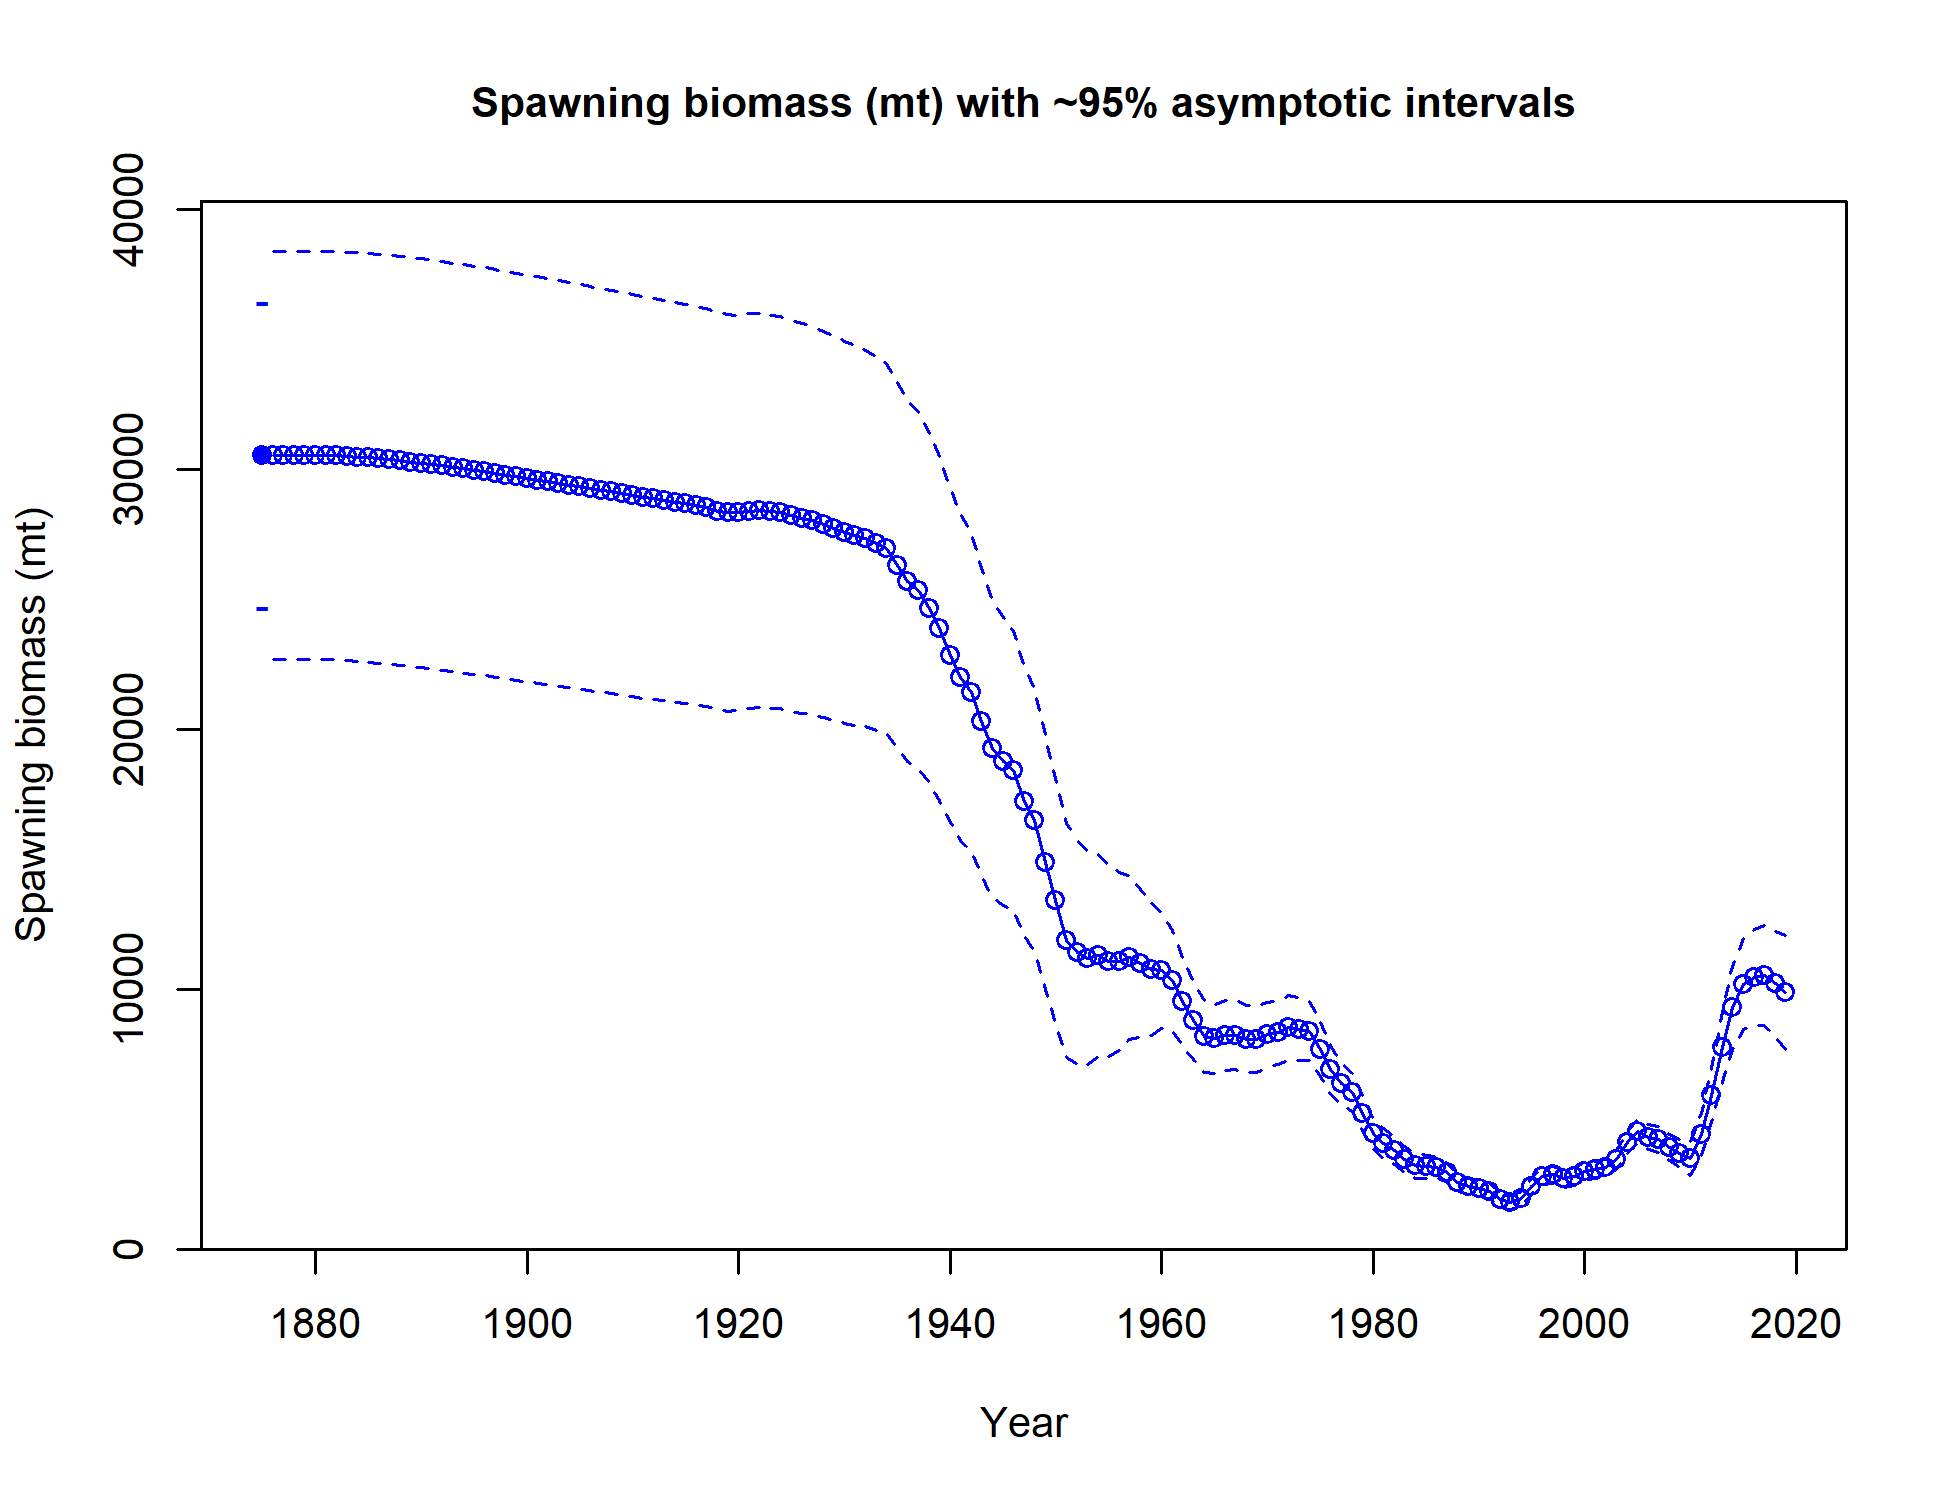 Spawning biomass (mt) with ~95% asymptotic intervals
Spawning biomass (mt)
40000
30000
20000
10000
0
1880 1900 1920 1940 1960 1980 2000 2020
Year